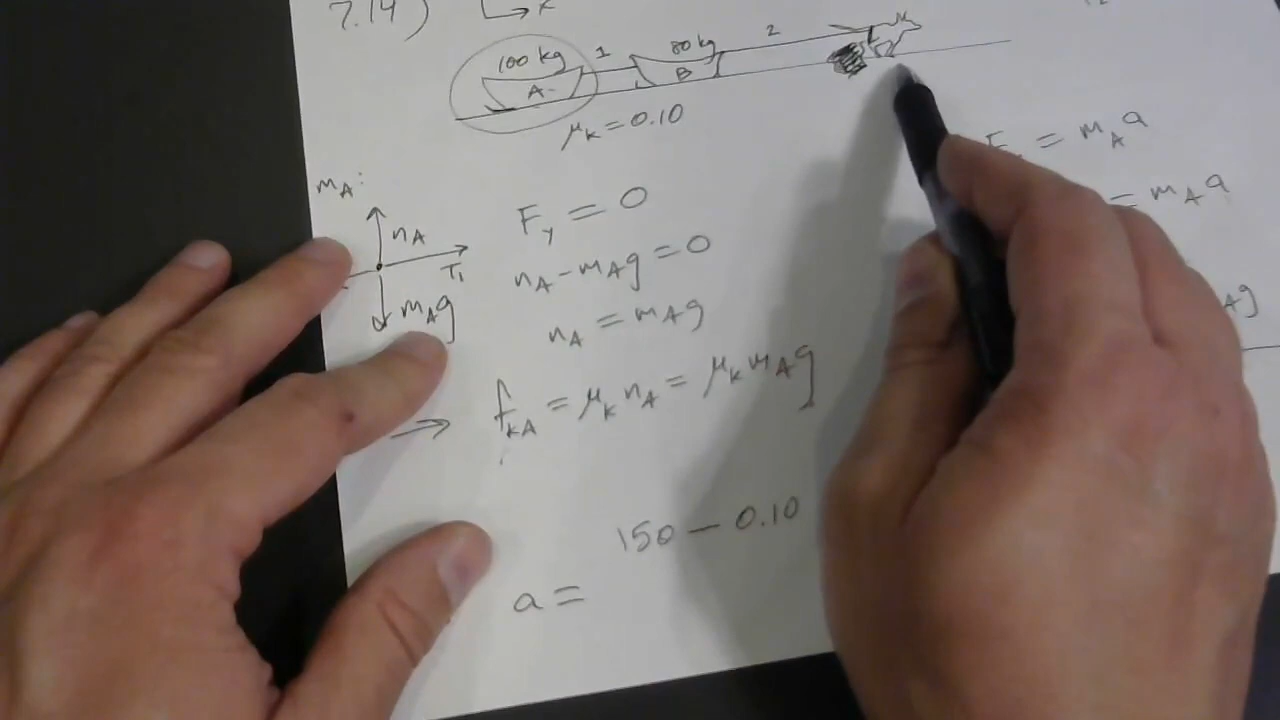 7.14) x
100 kg 1 80 kg 2
A B
μk = 0.10
mA:
nA
T1
mAg
Fy = 0
nA - mAg = 0
nA = mAg
→ fkA = μk nA = μk mAg
150 - 0.10
a =
= mAa
= mAa